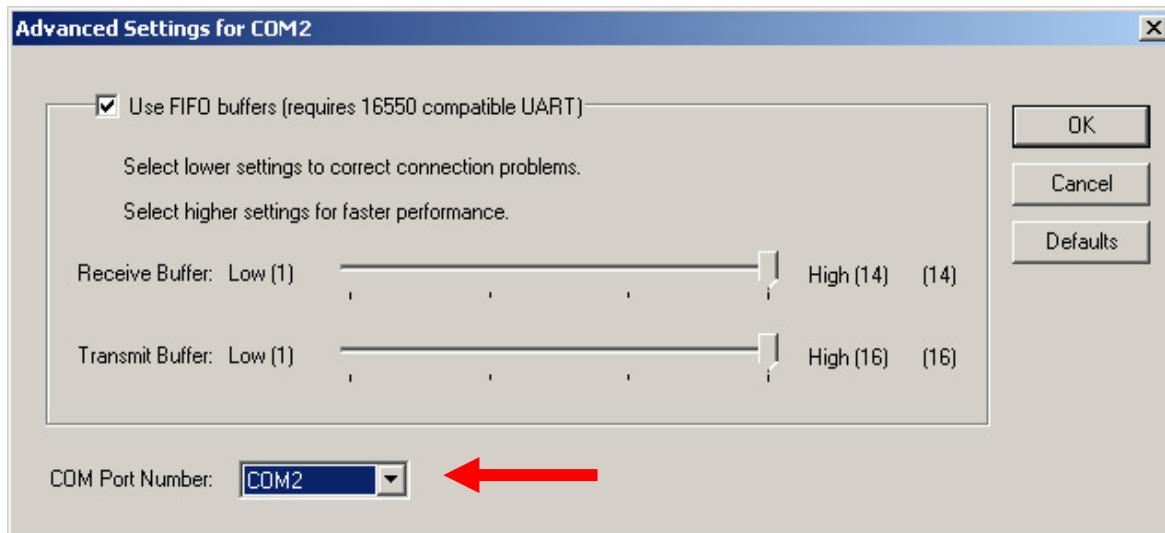 Advanced Settings for COM2
Use FIFO buffers (requires 16550 compatible UART)
OK
Select lower settings to correct connection problems.
Cancel
Select higher settings for faster performance.
Defaults
Receive Buffer: Low (1) High (14) (14)
Transmit Buffer: Low (1) High (16) (16)
COM Port Number: COM2